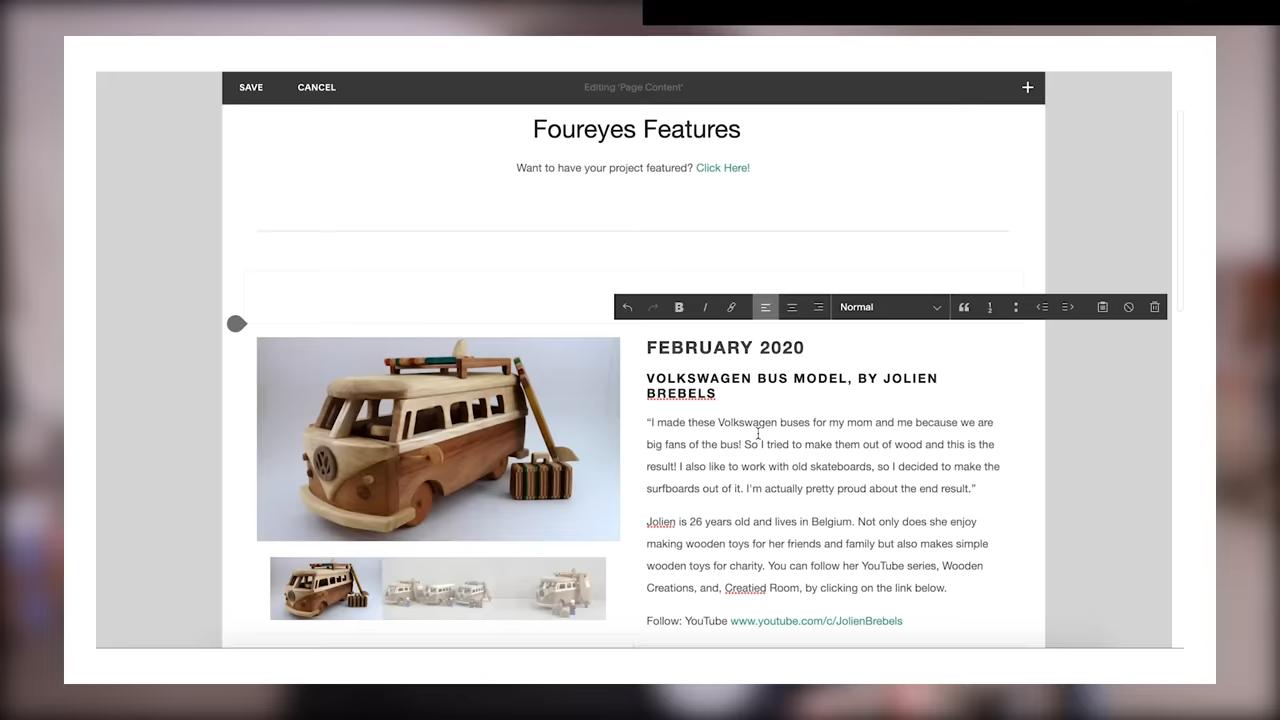 SAVE CANCEL Editing 'Page Content' +
Foureyes Features
Want to have your project featured? Click Here!
B I Normal
FEBRUARY 2020
VOLKSWAGEN BUS MODEL, BY JOLIEN
BREBELS
“I made these Volkswagen buses for my mom and me because we are
big fans of the bus! So I tried to make them out of wood and this is the
result! I also like to work with old skateboards, so I decided to make the
surfboards out of it. I'm actually pretty proud about the end result.”
Jolien is 26 years old and lives in Belgium. Not only does she enjoy
making wooden toys for her friends and family but also makes simple
wooden toys for charity. You can follow her YouTube series, Wooden
Creations, and, Creatied Room, by clicking on the link below.
Follow: YouTube www.youtube.com/c/JolienBrebels